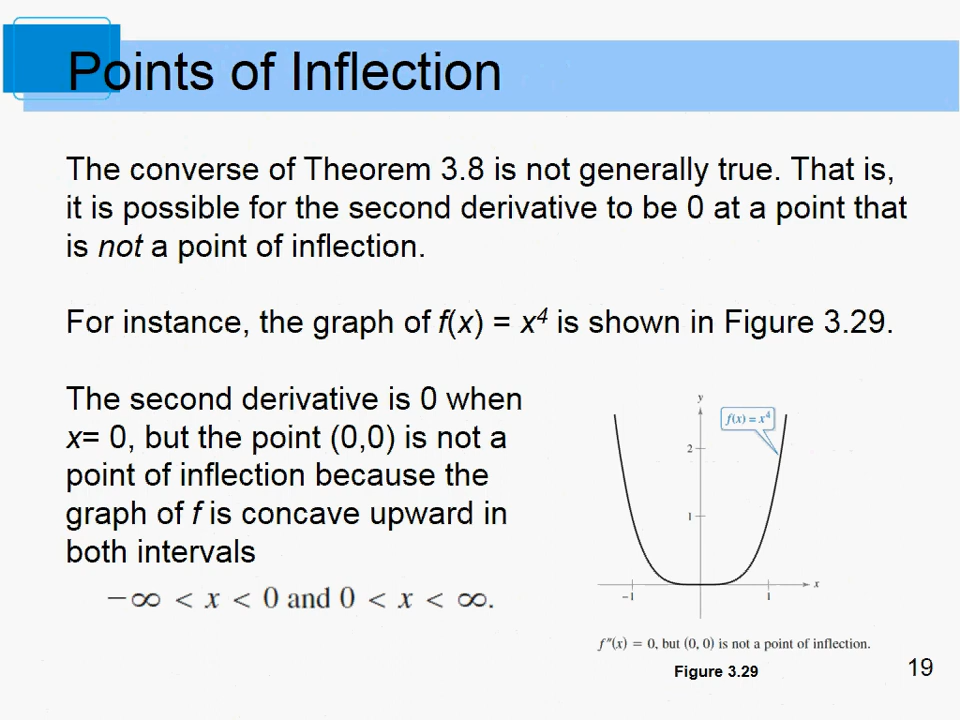 Points of Inflection
The converse of Theorem 3.8 is not generally true. That is,
it is possible for the second derivative to be 0 at a point that
is not a point of inflection.
For instance, the graph of f(x) = x⁴ is shown in Figure 3.29.
The second derivative is 0 when
x= 0, but the point (0,0) is not a
point of inflection because the
graph of f is concave upward in
both intervals
−∞ < x < 0 and 0 < x < ∞.
y
f(x) = x⁴
2
1
x
−1
1
f″(x) = 0, but (0, 0) is not a point of inflection.
Figure 3.29
19